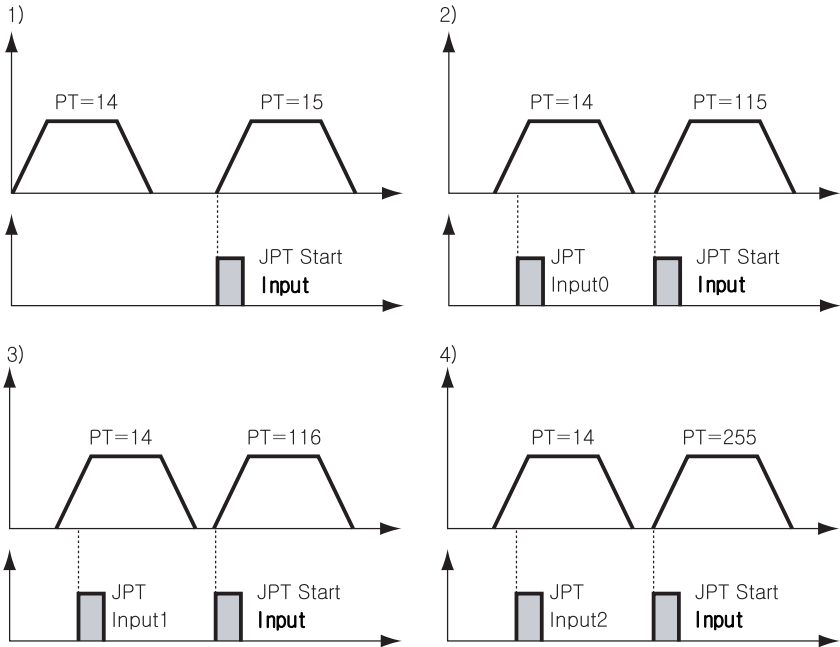 1)
PT=14
PT=15
JPT Start
Input
2)
PT=14
PT=115
JPT
Input0
JPT Start
Input
3)
PT=14
PT=116
JPT
Input1
JPT Start
Input
4)
PT=14
PT=255
JPT
Input2
JPT Start
Input